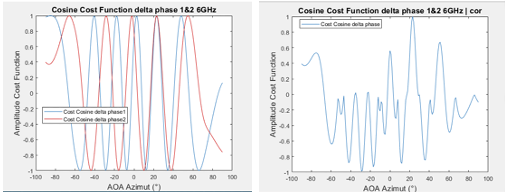 Cosine Cost Function delta phase 1&2 6GHz
Amplitude Cost Function
1
0.8
0.6
0.4
0.2
0
-0.2
-0.4
-0.6
-0.8
-1
Cost Cosine delta phase1
Cost Cosine delta phase2
-100 -80 -60 -40 -20 0 20 40 60 80 100
AOA Azimut (°)
Cosine Cost Function delta phase 1&2 6GHz | cor
Amplitude Cost Function
1
0.8
0.6
0.4
0.2
0
-0.2
-0.4
-0.6
-0.8
-1
Cost Cosine delta phase
-100 -80 -60 -40 -20 0 20 40 60 80 100
AOA Azimut (°)